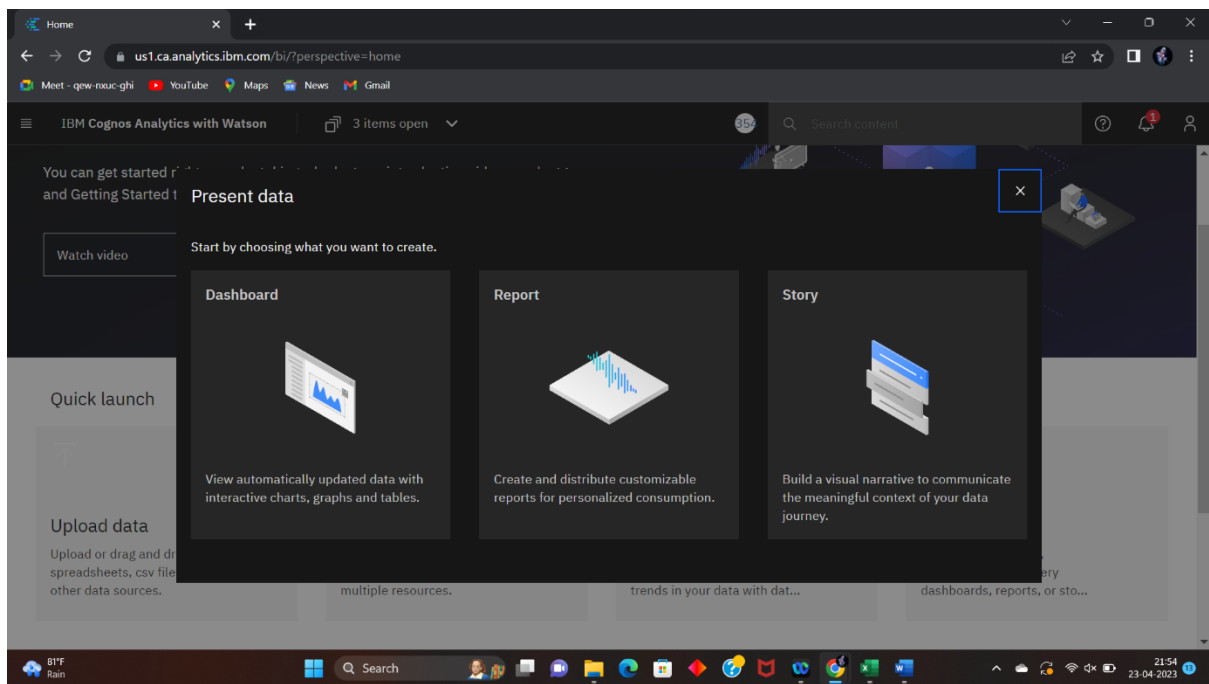 Home
us1.ca.analytics.ibm.com/bi/?perspective=home
Meet - qew-nxuc-ghi YouTube Maps News Gmail
IBM Cognos Analytics with Watson 3 items open 354 Search content 1
You can get started
and Getting Started
Present data
Watch video
Start by choosing what you want to create.
Dashboard Report Story
Quick launch
View automatically updated data with
interactive charts, graphs and tables.
Create and distribute customizable
reports for personalized consumption.
Build a visual narrative to communicate
the meaningful context of your data
journey.
Upload data
Upload or drag and
spreadsheets, csv file
other data sources.
multiple resources.
trends in your data with dat...
dashboards, reports, or sto...
81°F
Rain
Search
21:54
23-04-2023
13